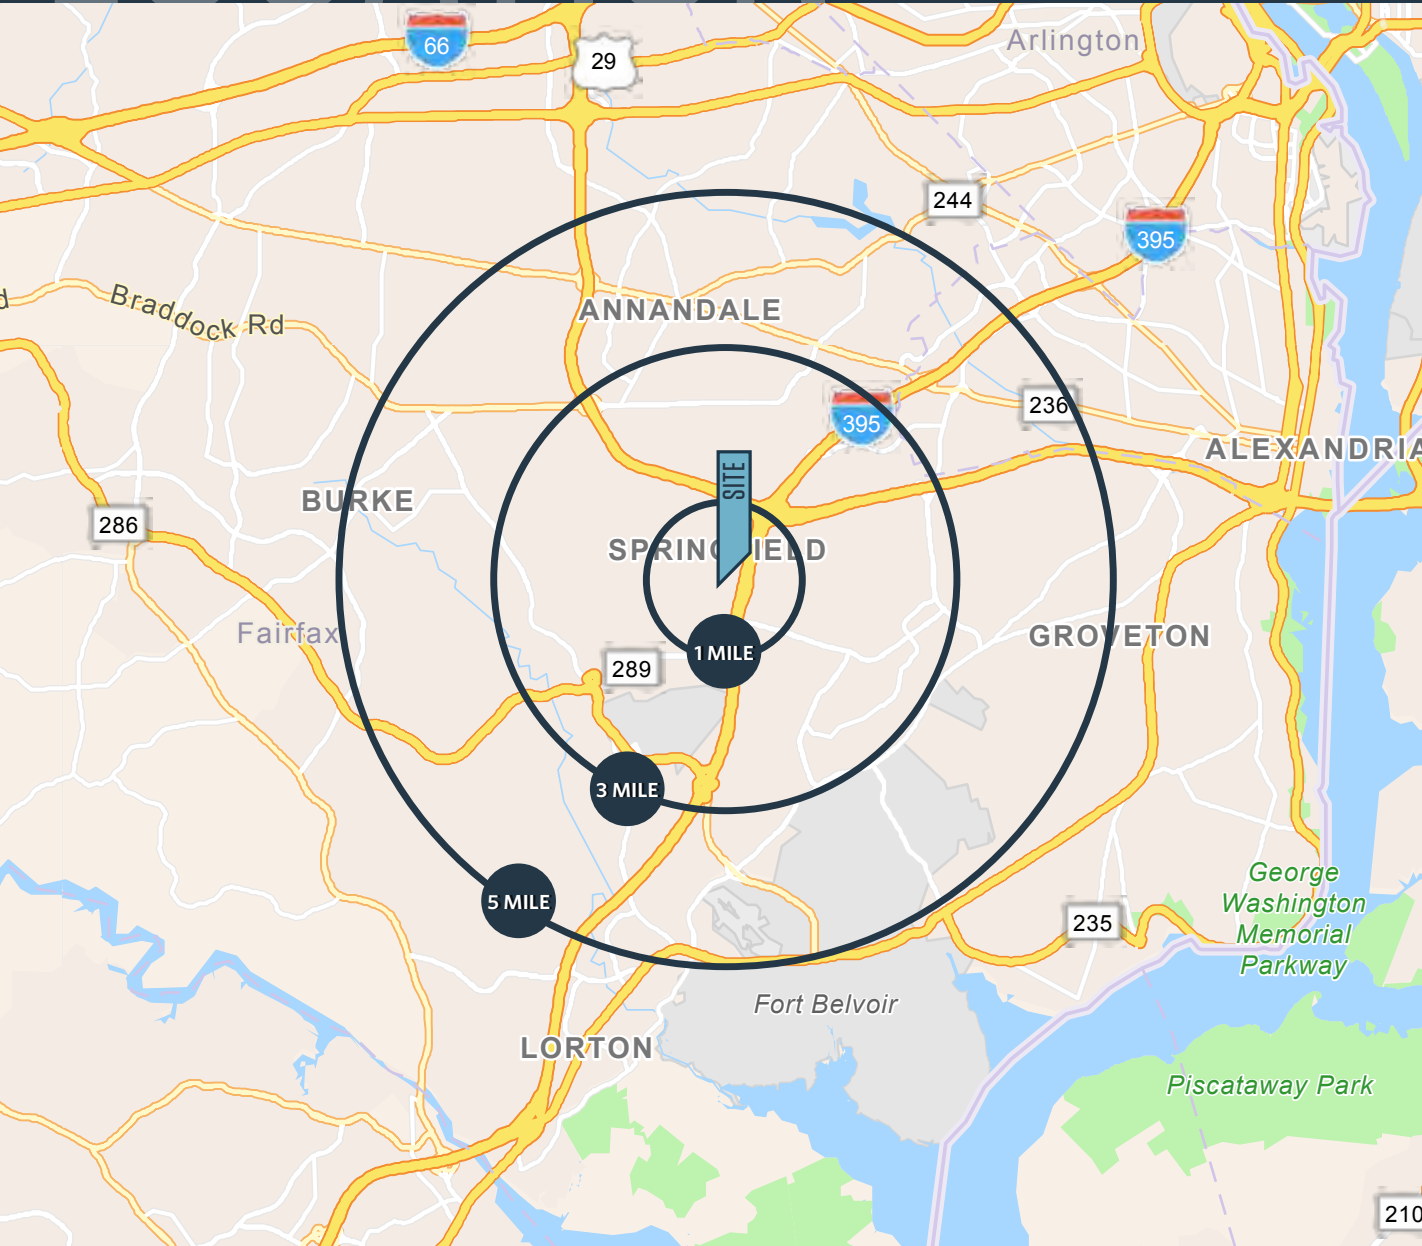 66
29
Arlington
244
395
d
Braddock Rd
ANNANDALE
395
236
ALEXANDRIA
SITE
BURKE
286
SPRINGFIELD
Fairfax
GROVETON
1 MILE
289
3 MILE
5 MILE
235
George
Washington
Memorial
Parkway
Fort Belvoir
LORTON
Piscataway Park
210